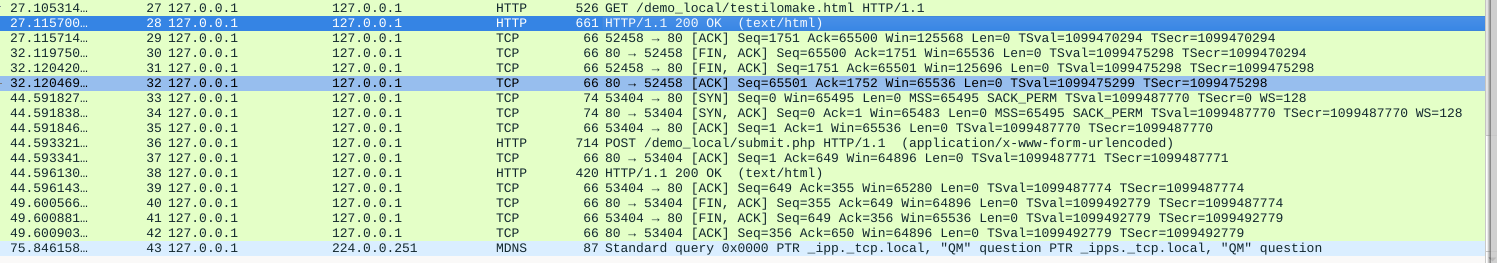 27.105314… 27 127.0.0.1 127.0.0.1 HTTP 526 GET /demo_local/testilomake.html HTTP/1.1
27.115700… 28 127.0.0.1 127.0.0.1 HTTP 661 HTTP/1.1 200 OK (text/html)
27.115714… 29 127.0.0.1 127.0.0.1 TCP 66 52458 → 80 [ACK] Seq=1751 Ack=65500 Win=125568 Len=0 TSval=1099470294 TSecr=1099470294
32.119750… 30 127.0.0.1 127.0.0.1 TCP 66 80 → 52458 [FIN, ACK] Seq=65500 Ack=1751 Win=65536 Len=0 TSval=1099475298 TSecr=1099470294
32.120420… 31 127.0.0.1 127.0.0.1 TCP 66 52458 → 80 [FIN, ACK] Seq=1751 Ack=65501 Win=125696 Len=0 TSval=1099475299 TSecr=1099475298
32.120469… 32 127.0.0.1 127.0.0.1 TCP 66 80 → 52458 [ACK] Seq=65501 Ack=1752 Win=65536 Len=0 TSval=1099475299 TSecr=1099475298
44.591827… 33 127.0.0.1 127.0.0.1 TCP 74 53404 → 80 [SYN] Seq=0 Win=65495 Len=0 MSS=65495 SACK_PERM TSval=1099487770 TSecr=0 WS=128
44.591838… 34 127.0.0.1 127.0.0.1 TCP 74 80 → 53404 [SYN, ACK] Seq=0 Ack=1 Win=65483 Len=0 MSS=65495 SACK_PERM TSval=1099487770 TSecr=1099487770 WS=128
44.591846… 35 127.0.0.1 127.0.0.1 TCP 66 53404 → 80 [ACK] Seq=1 Ack=1 Win=65536 Len=0 TSval=1099487770 TSecr=1099487770
44.593321… 36 127.0.0.1 127.0.0.1 HTTP 714 POST /demo_local/submit.php HTTP/1.1 (application/x-www-form-urlencoded)
44.593341… 37 127.0.0.1 127.0.0.1 TCP 66 80 → 53404 [ACK] Seq=1 Ack=649 Win=64896 Len=0 TSval=1099487771 TSecr=1099487771
44.596130… 38 127.0.0.1 127.0.0.1 HTTP 420 HTTP/1.1 200 OK (text/html)
44.596143… 39 127.0.0.1 127.0.0.1 TCP 66 53404 → 80 [ACK] Seq=649 Ack=355 Win=65280 Len=0 TSval=1099487774 TSecr=1099487774
49.600566… 40 127.0.0.1 127.0.0.1 TCP 66 80 → 53404 [FIN, ACK] Seq=355 Ack=649 Win=64896 Len=0 TSval=1099492779 TSecr=1099487774
49.600881… 41 127.0.0.1 127.0.0.1 TCP 66 53404 → 80 [FIN, ACK] Seq=649 Ack=356 Win=65536 Len=0 TSval=1099492779 TSecr=1099492779
49.600903… 42 127.0.0.1 127.0.0.1 TCP 66 80 → 53404 [ACK] Seq=356 Ack=650 Win=64896 Len=0 TSval=1099492779 TSecr=1099492779
75.846158… 43 127.0.0.1 224.0.0.251 MDNS 87 Standard query 0x0000 PTR _ipp._tcp.local, "QM" question PTR _ipps._tcp.local, "QM" question